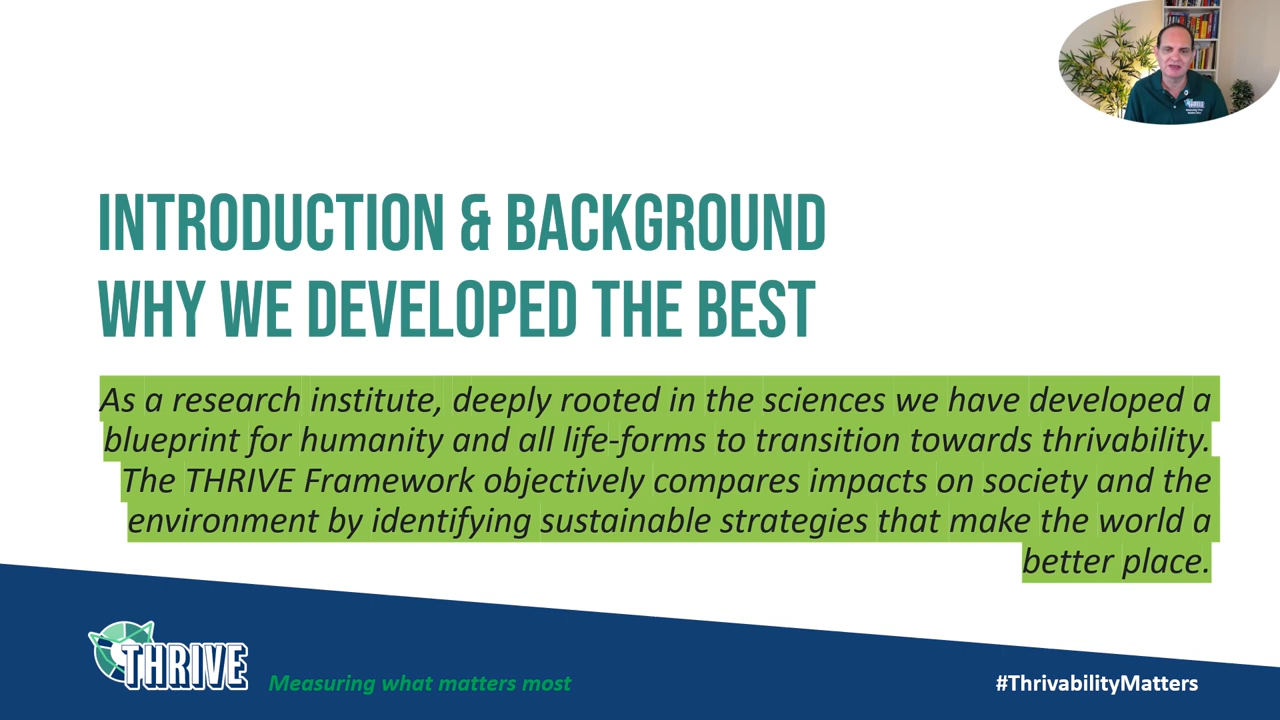 INTRODUCTION & BACKGROUND
WHY WE DEVELOPED THE BEST
As a research institute, deeply rooted in the sciences we have developed a
blueprint for humanity and all life-forms to transition towards thrivability.
The THRIVE Framework objectively compares impacts on society and the
environment by identifying sustainable strategies that make the world a
better place.
THRIVE
Measuring what matters most
#ThrivabilityMatters